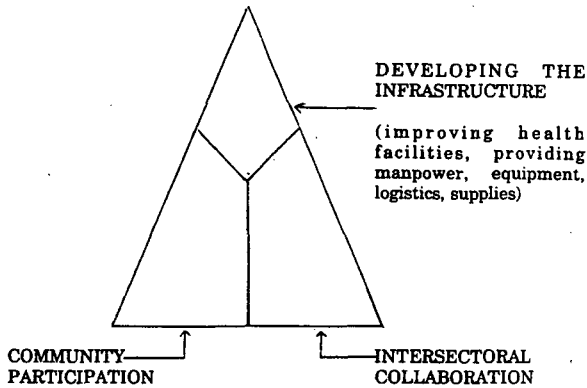 DEVELOPING THE
INFRASTRUCTURE
(improving health
facilities, providing
manpower, equipment,
logistics, supplies)
COMMUNITY
PARTICIPATION
INTERSECTORAL
COLLABORATION